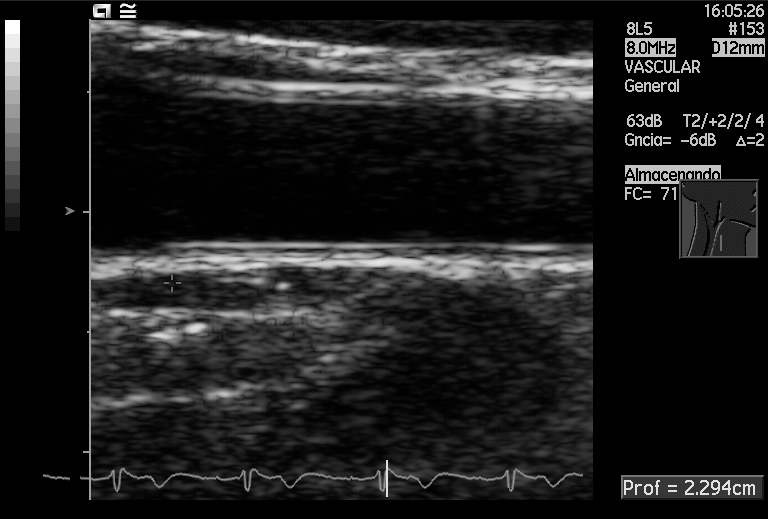 16:05:26
8L5 #153
8.0MHz D12mm
VASCULAR
General
63dB T2/+2/2/ 4
Gncia= -6dB Δ=2
Almacenando
FC= 71
Prof = 2.294cm